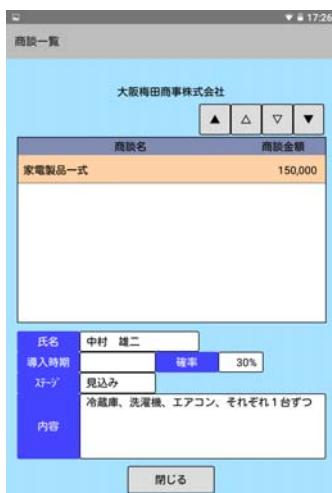 17:26
商談一覧
大阪梅田商事株式会社
▲ △ ▽ ▼
商談名 商談金額
家電製品一式 150,000
氏名 中村 雄二
導入時期 確率 30%
ｽﾃｰｼﾞ 見込み
内容 冷蔵庫、洗濯機、エアコン、それぞれ１台ずつ
閉じる